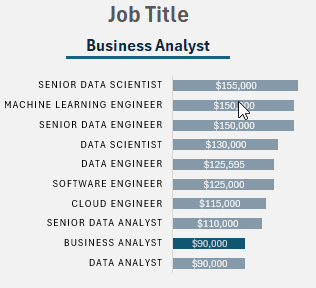 Job Title
Business Analyst
SENIOR DATA SCIENTIST $155,000
MACHINE LEARNING ENGINEER $150,000
SENIOR DATA ENGINEER $150,000
DATA SCIENTIST $130,000
DATA ENGINEER $125,595
SOFTWARE ENGINEER $125,000
CLOUD ENGINEER $115,000
SENIOR DATA ANALYST $110,000
BUSINESS ANALYST $90,000
DATA ANALYST $90,000